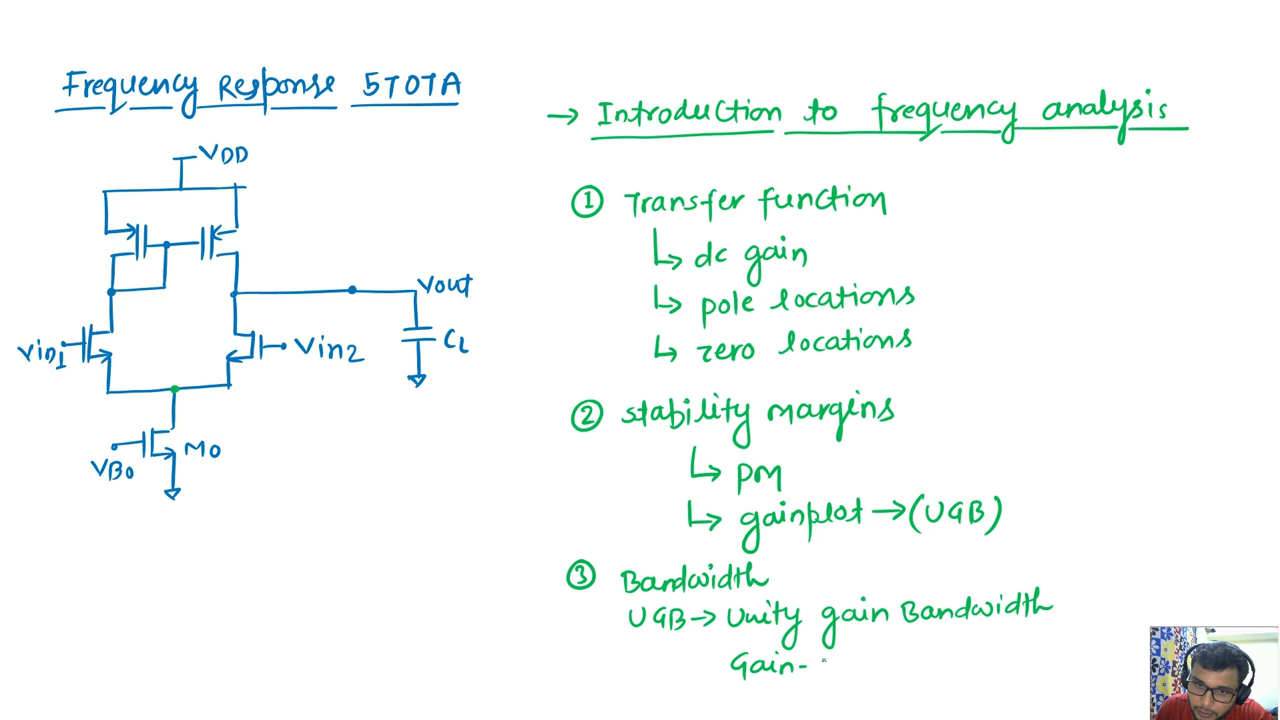 Frequency Response 5TOTA
VDD
Vout
Vin1
Vin2
CL
VB0
M0
→ Introduction to frequency analysis
① Transfer function
↳ dc gain
↳ pole locations
↳ zero locations
② stability margins
↳ PM
↳ gainplot → (UGB)
③ Bandwidth
UGB → Unity gain Bandwidth
Gain-